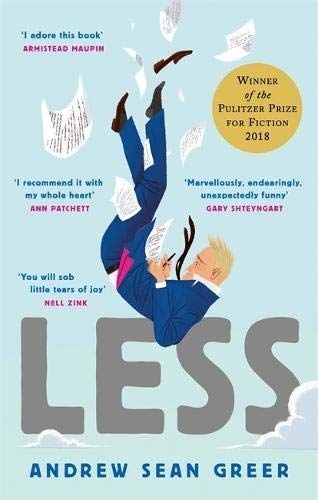 'I adore this book'
ARMISTEAD MAUPIN
WINNER
of the
PULITZER PRIZE
FOR FICTION
2018
'I recommend it with
my whole heart'
ANN PATCHETT
'Marvellously, endearingly,
unexpectedly funny'
GARY SHTEYNGART
'You will sob
little tears of joy'
NELL ZINK
LESS
ANDREW SEAN GREER